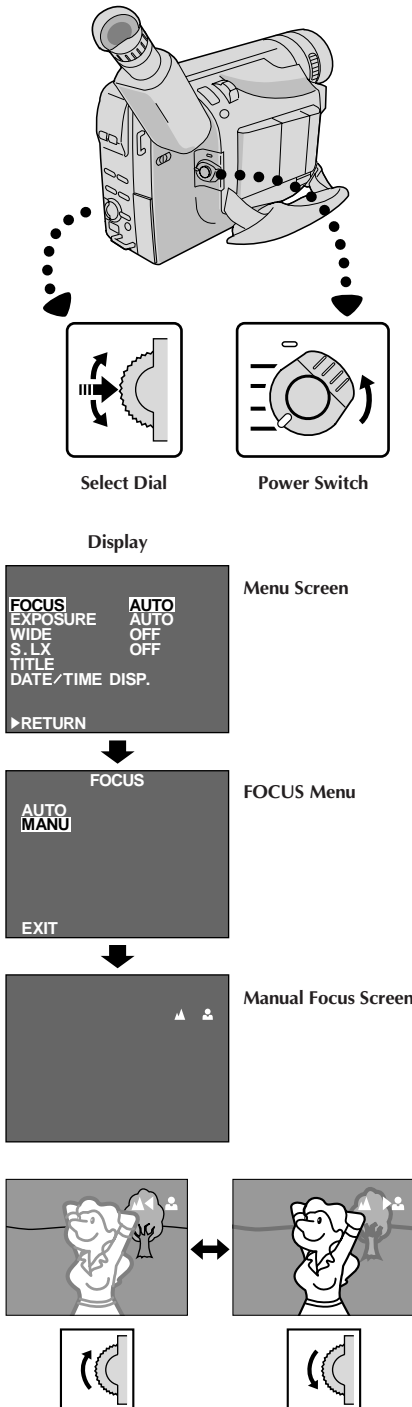 Select Dial Power Switch
Display
Menu Screen
FOCUS AUTO
EXPOSURE AUTO
WIDE OFF
S.LX OFF
TITLE
DATE/TIME DISP.
▶RETURN
FOCUS
FOCUS Menu
AUTO
MANU
EXIT
Manual Focus Screen